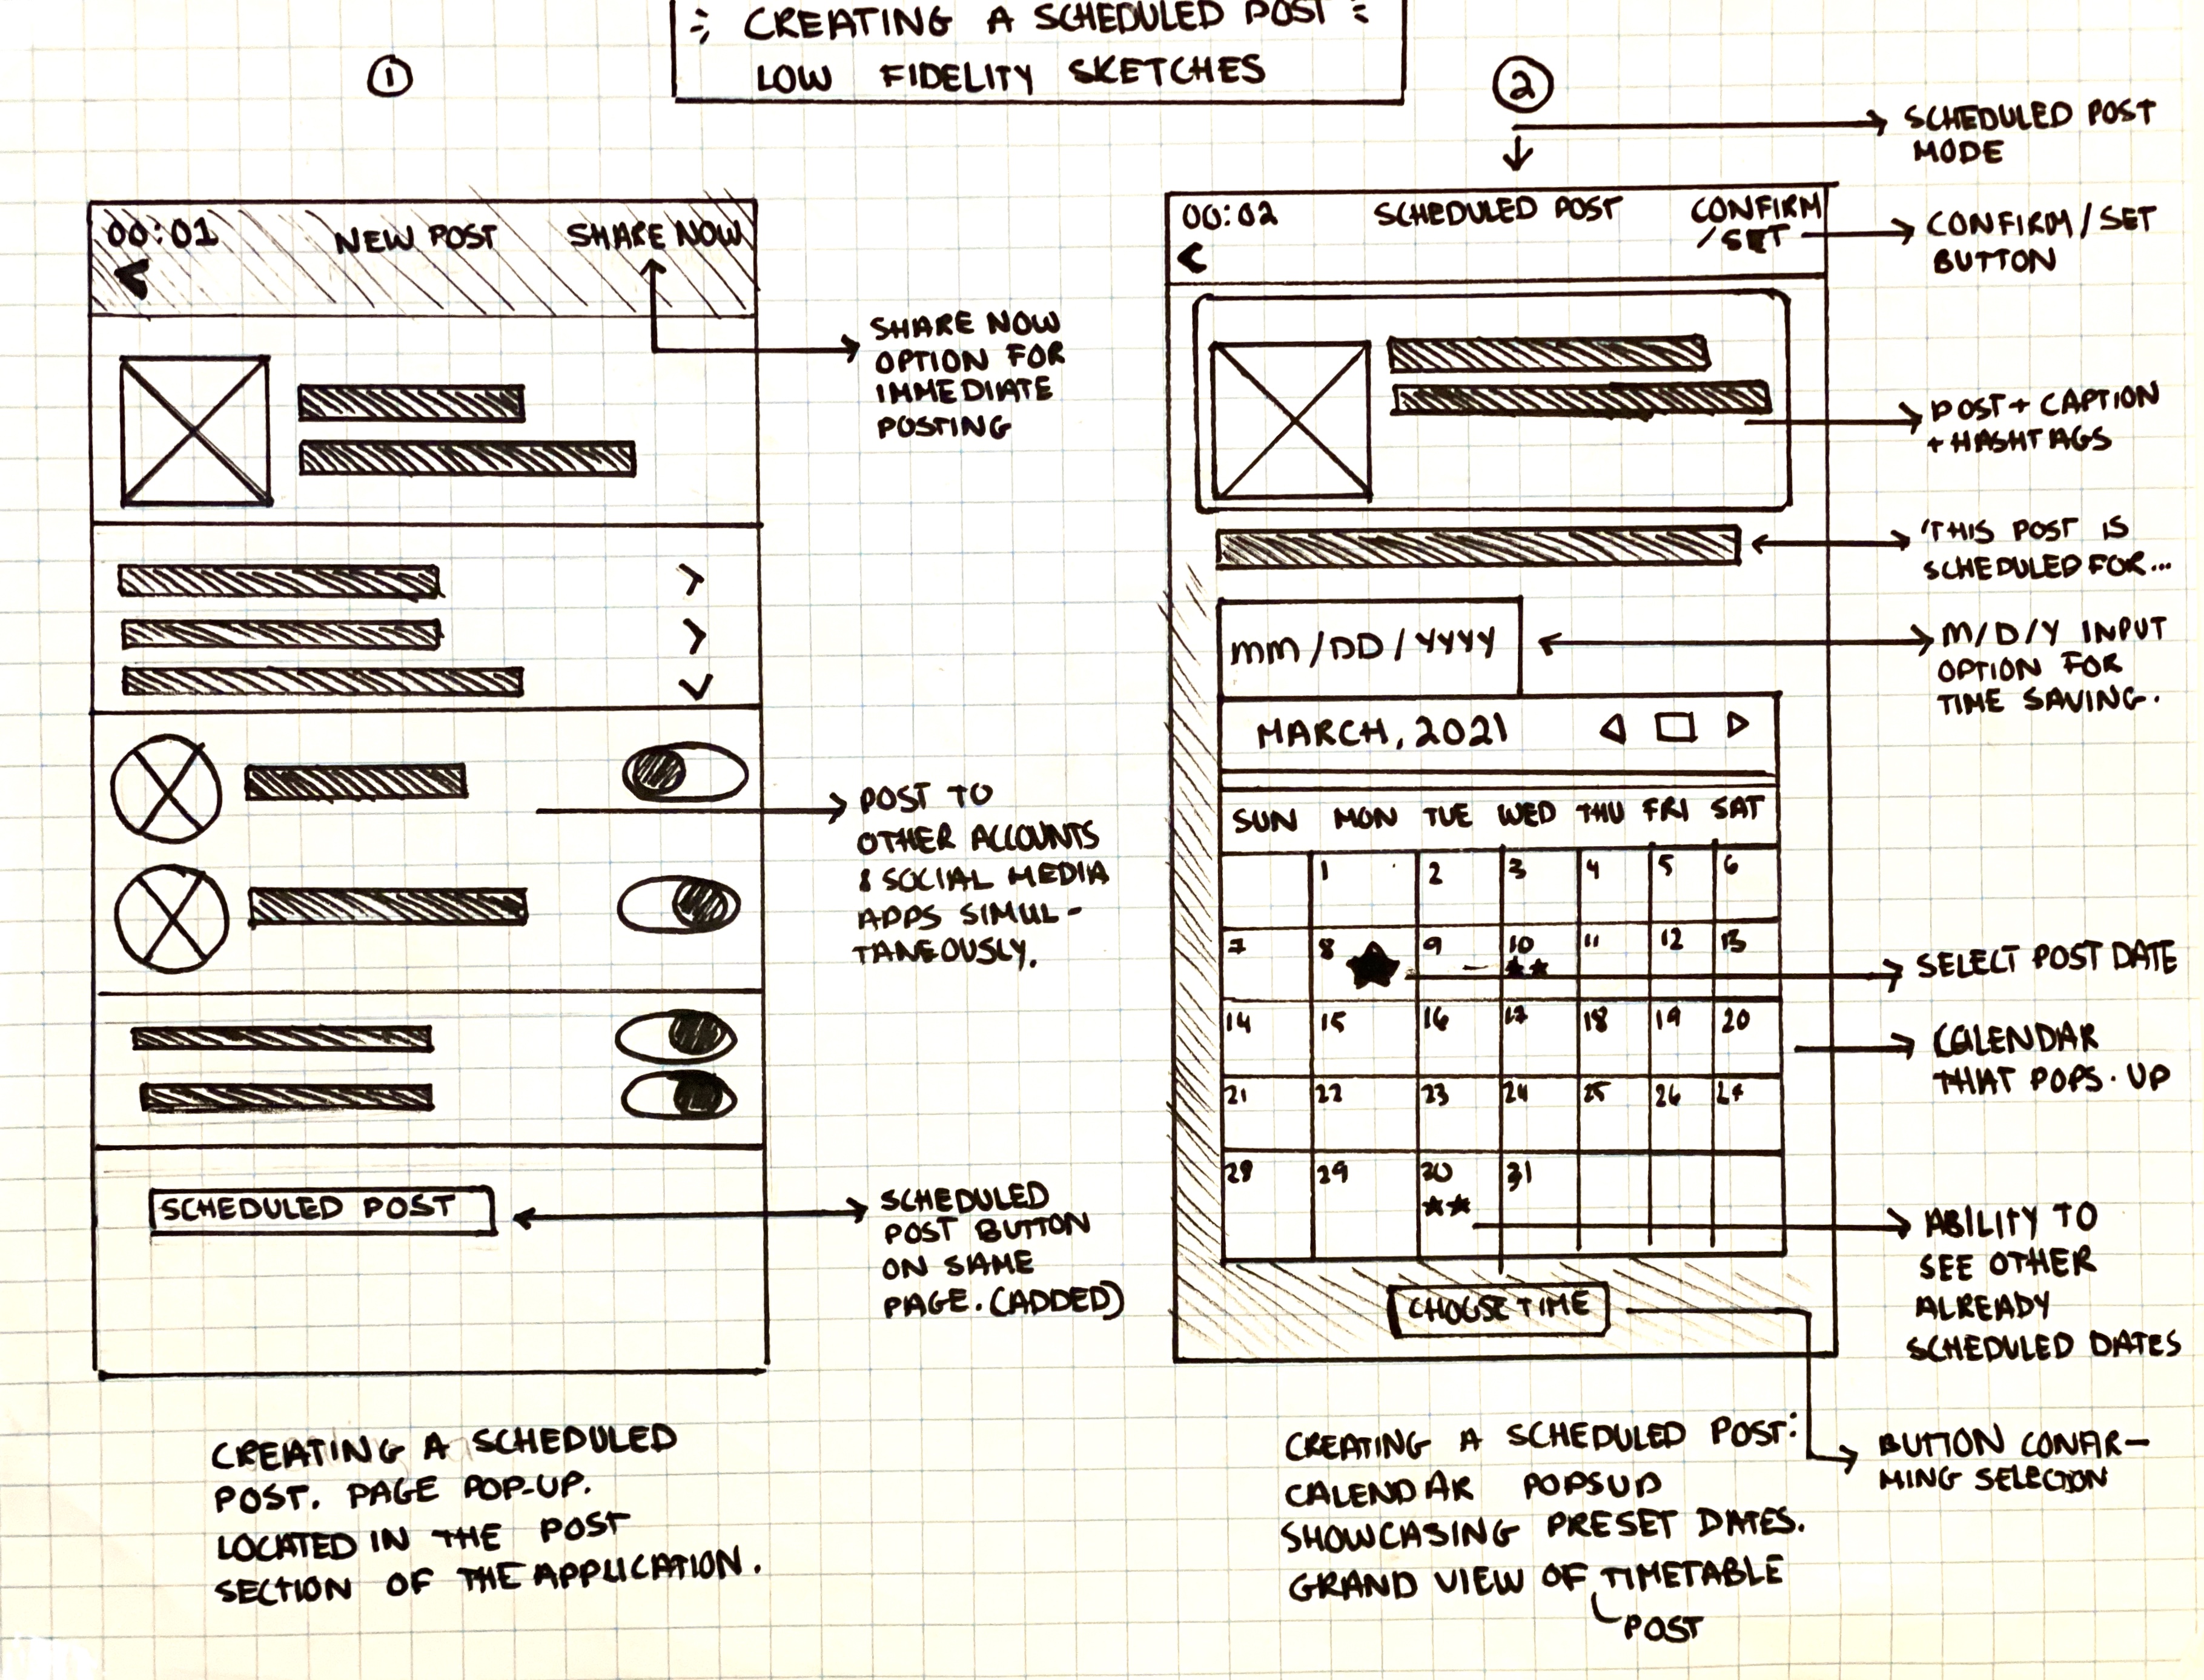 CREATING A SCHEDULED POST
LOW FIDELITY SKETCHES
1
00:01 NEW POST SHARE NOW
SHARE NOW
OPTION FOR
IMMEDIATE
POSTING
POST TO
OTHER ACCOUNTS
& SOCIAL MEDIA
APPS SIMUL-
TANEOUSLY.
SCHEDULED POST
SCHEDULED
POST BUTTON
ON SAME
PAGE. (ADDED)
CREATING A SCHEDULED
POST. PAGE POP-UP.
LOCATED IN THE POST
SECTION OF THE APPLICATION.
2
SCHEDULED POST
MODE
00:02 SCHEDULED POST CONFIRM
/SET
CONFIRM/SET
BUTTON
POST + CAPTION
+ HASHTAGS
'THIS POST IS
SCHEDULED FOR...
MM/DD/YYYY
M/D/Y INPUT
OPTION FOR
TIME SAVING.
MARCH, 2021
SUN MON TUE WED THU FRI SAT
1 2 3 4 5 6
7 8 9 10 11 12 13
SELECT POST DATE
14 15 16 17 18 19 20
CALENDAR
THAT POPS-UP
21 22 23 24 25 26 27
28 29 30 31
ABILITY TO
SEE OTHER
ALREADY
SCHEDULED DATES
CHOOSE TIME
BUTTON CONFIR-
MING SELECTION
CREATING A SCHEDULED POST:
CALENDAR POPSUP
SHOWCASING PRESET DATES.
GRAND VIEW OF TIMETABLE
POST